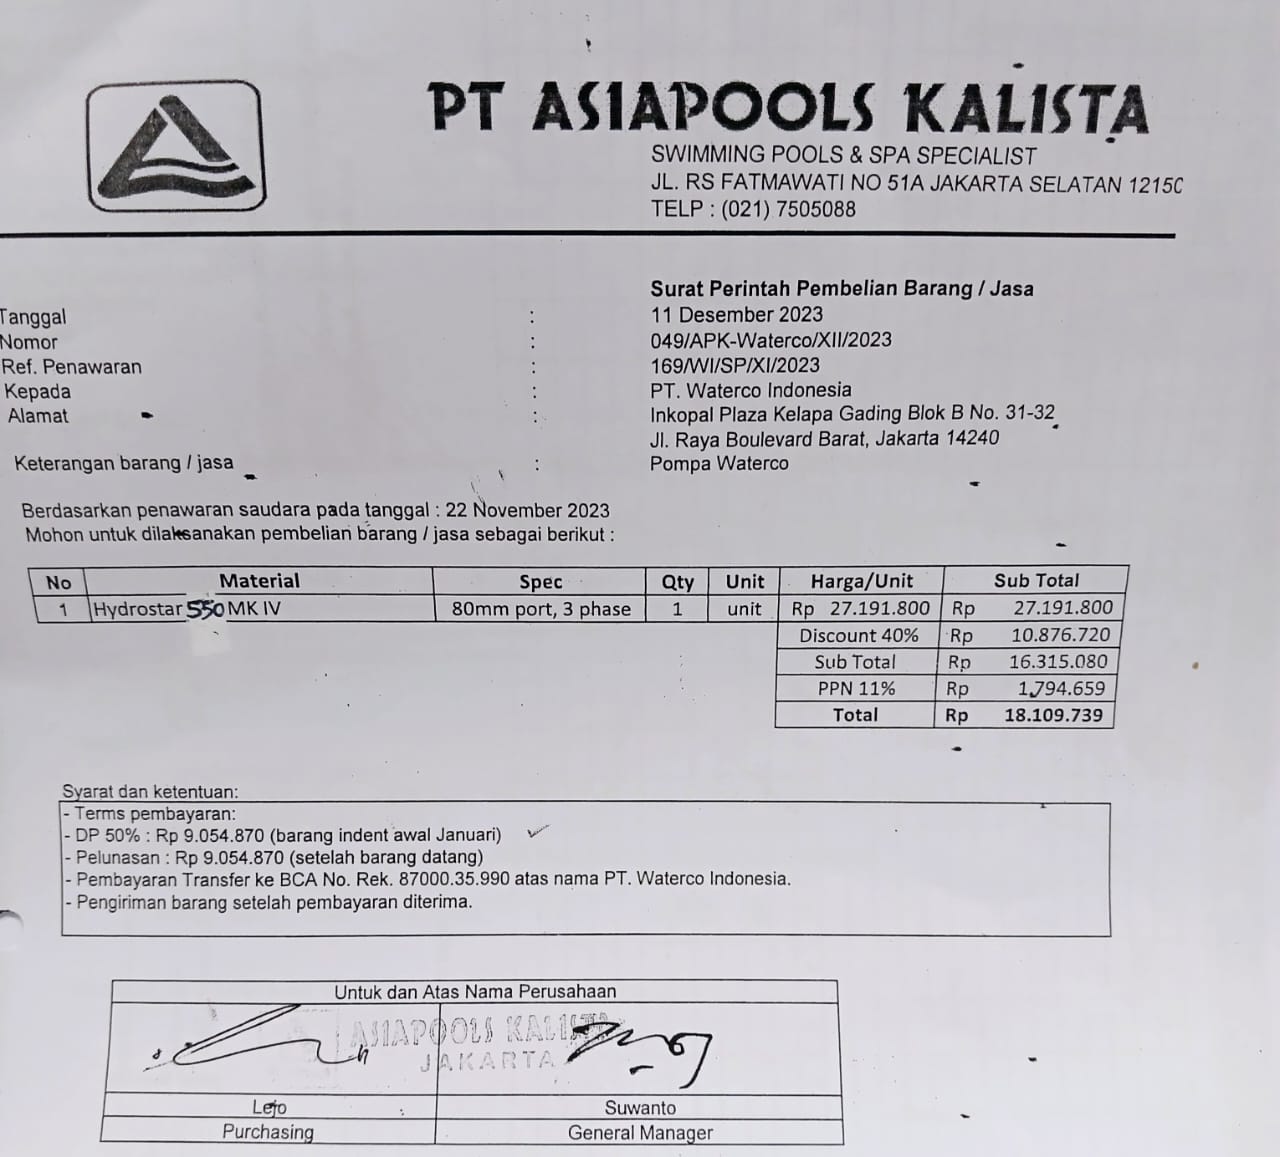 PT ASIAPOOLS KALISTA
SWIMMING POOLS & SPA SPECIALIST
JL. RS FATMAWATI NO 51A JAKARTA SELATAN 12150
TELP : (021) 7505088
Surat Perintah Pembelian Barang / Jasa
Tanggal : 11 Desember 2023
Nomor : 049/APK-Waterco/XII/2023
Ref. Penawaran : 169/WI/SP/XI/2023
Kepada : PT. Waterco Indonesia
Alamat : Inkopal Plaza Kelapa Gading Blok B No. 31-32
Jl. Raya Boulevard Barat, Jakarta 14240
Keterangan barang / jasa : Pompa Waterco
Berdasarkan penawaran saudara pada tanggal : 22 November 2023
Mohon untuk dilaksanakan pembelian barang / jasa sebagai berikut :
No Material Spec Qty Unit Harga/Unit Sub Total
1 Hydrostar 550 MK IV 80mm port, 3 phase 1 unit Rp 27.191.800 Rp 27.191.800
Discount 40% Rp 10.876.720
Sub Total Rp 16.315.080
PPN 11% Rp 1.794.659
Total Rp 18.109.739
Syarat dan ketentuan:
- Terms pembayaran:
- DP 50% : Rp 9.054.870 (barang indent awal Januari)
- Pelunasan : Rp 9.054.870 (setelah barang datang)
- Pembayaran Transfer ke BCA No. Rek. 87000.35.990 atas nama PT. Waterco Indonesia.
- Pengiriman barang setelah pembayaran diterima.
Untuk dan Atas Nama Perusahaan
ASIAPOOLS KALISTA
JAKARTA
Lejo Suwanto
Purchasing General Manager